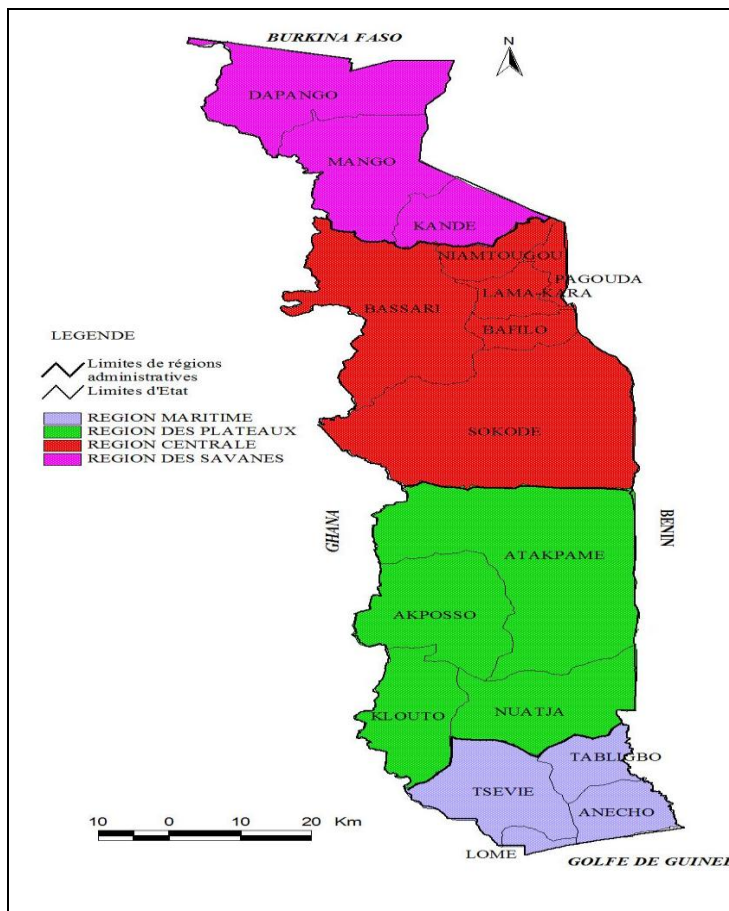 BURKINA FASO
N
DAPANGO
MANGO
KANDE
NIAMTOUGOU
PAGOUDA
LAMA-KARA
BASSARI
BAFILO
LEGENDE
Limites de régions
administratives
Limites d'Etat
REGION MARITIME
REGION DES PLATEAUX
REGION CENTRALE
REGION DES SAVANES
SOKODE
GHANA
BENIN
ATAKPAME
AKPOSSO
KLOUTO
NUATJA
TABLIGBO
TSEVIE
ANECHO
10 0 10 20 Km
LOME
GOLFE DE GUINEE